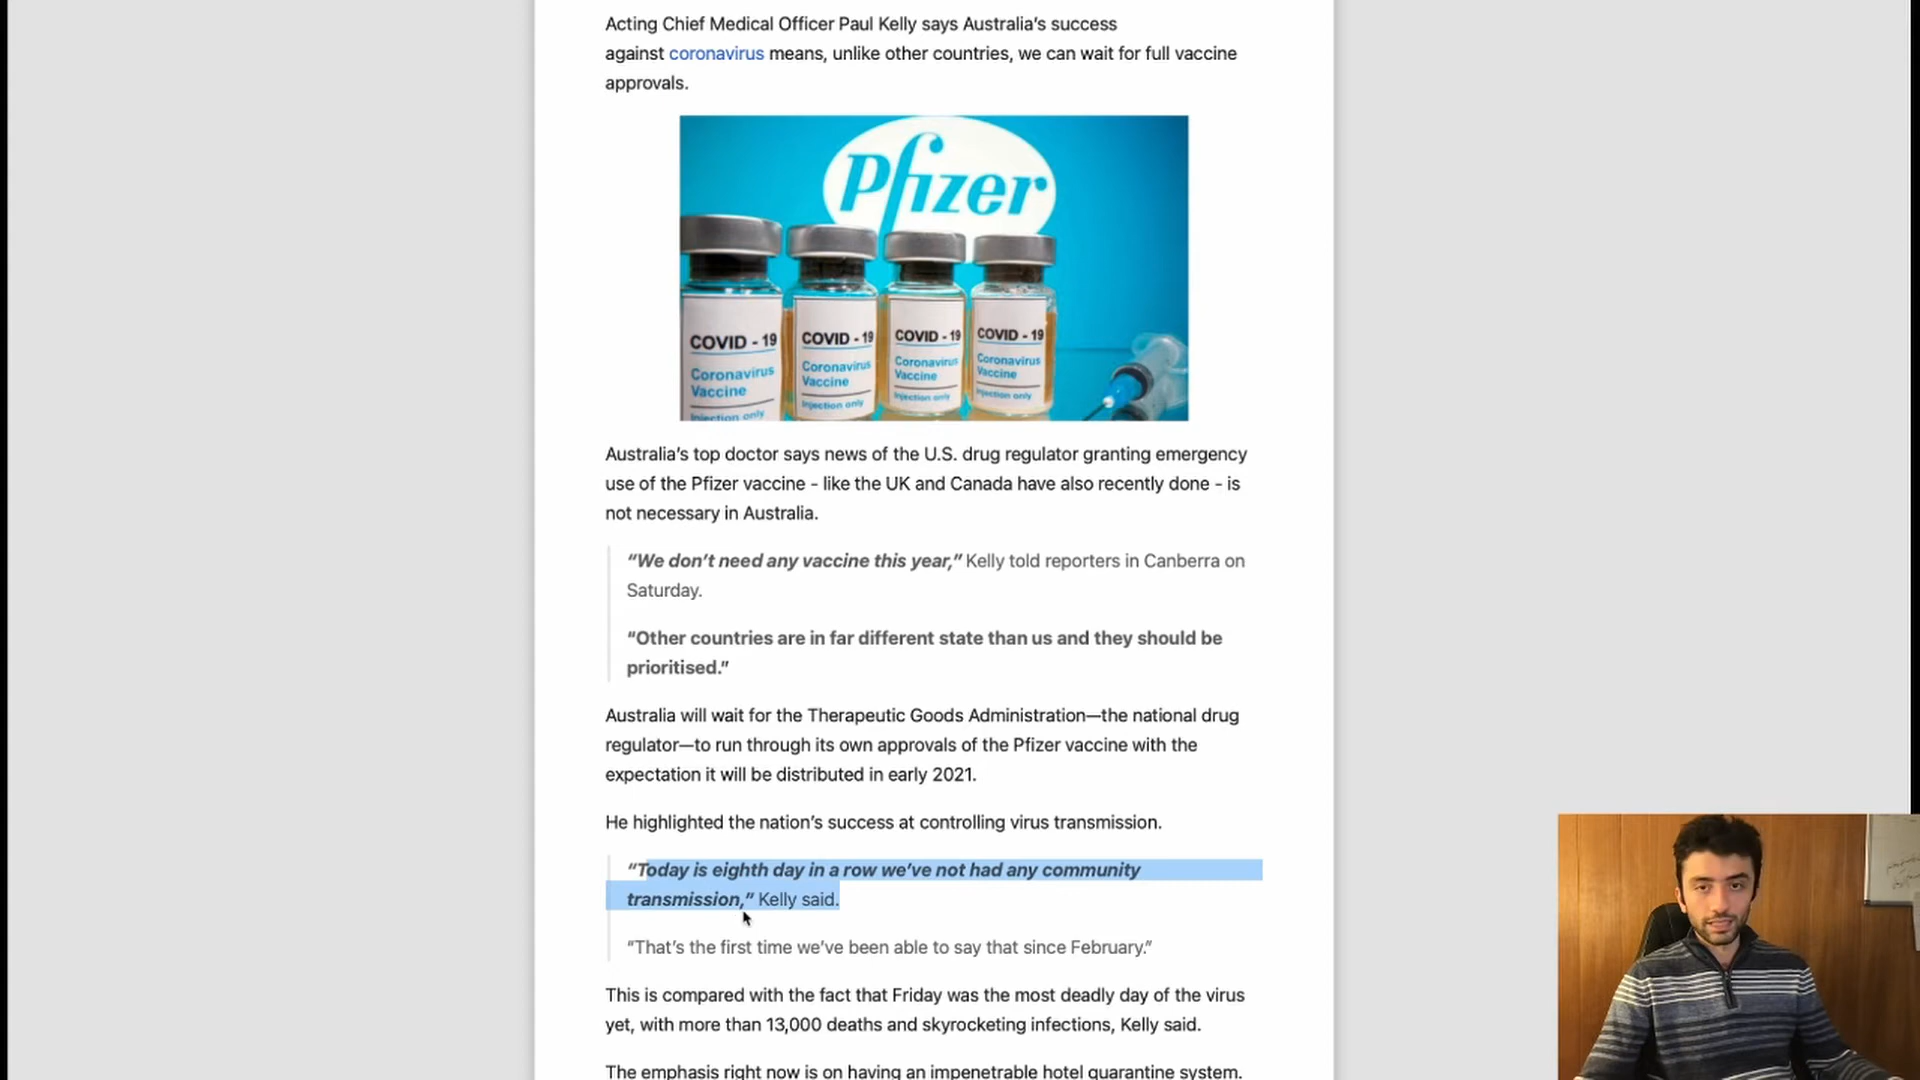 Acting Chief Medical Officer Paul Kelly says Australia’s success
against coronavirus means, unlike other countries, we can wait for full vaccine
approvals.
Pfizer
COVID - 19
Coronavirus
Vaccine
Injection only
COVID - 19
Coronavirus
Vaccine
Injection only
COVID - 19
Coronavirus
Vaccine
Injection only
COVID - 19
Coronavirus
Vaccine
Injection only
Australia’s top doctor says news of the U.S. drug regulator granting emergency
use of the Pfizer vaccine - like the UK and Canada have also recently done - is
not necessary in Australia.
“We don’t need any vaccine this year,” Kelly told reporters in Canberra on
Saturday.
“Other countries are in far different state than us and they should be
prioritised.”
Australia will wait for the Therapeutic Goods Administration—the national drug
regulator—to run through its own approvals of the Pfizer vaccine with the
expectation it will be distributed in early 2021.
He highlighted the nation’s success at controlling virus transmission.
“Today is eighth day in a row we’ve not had any community
transmission,” Kelly said.
“That’s the first time we’ve been able to say that since February.”
This is compared with the fact that Friday was the most deadly day of the virus
yet, with more than 13,000 deaths and skyrocketing infections, Kelly said.
The emphasis right now is on having an impenetrable hotel quarantine system.